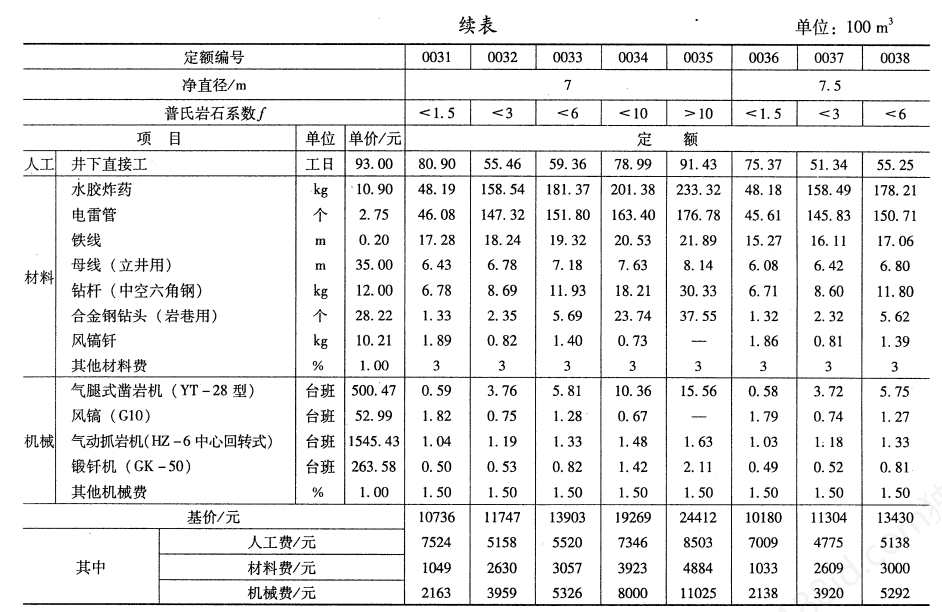 续表 单位：100 m³
定额编号 0031 0032 0033 0034 0035 0036 0037 0038
净直径/m 7 7.5
普氏岩石系数f <1.5 <3 <6 <10 >10 <1.5 <3 <6
项 目 单位 单价/元 定 额
人工 井下直接工 工日 93.00 80.90 55.46 59.36 78.99 91.43 75.37 51.34 55.25
水胶炸药 kg 10.90 48.19 158.54 181.37 201.38 233.32 48.18 158.49 178.21
电雷管 个 2.75 46.08 147.32 151.80 163.40 176.78 45.61 145.83 150.71
铁线 m 0.20 17.28 18.24 19.32 20.53 21.89 15.27 16.11 17.06
母线（立井用） m 35.00 6.43 6.78 7.18 7.63 8.14 6.08 6.42 6.80
材料 钻杆（中空六角钢） kg 12.00 6.78 8.69 11.93 18.21 30.33 6.71 8.60 11.80
合金钢钻头（岩巷用） 个 28.22 1.33 2.35 5.69 23.74 37.55 1.32 2.32 5.62
风镐钎 kg 10.21 1.89 0.82 1.40 0.73 — 1.86 0.81 1.39
其他材料费 % 1.00 3 3 3 3 3 3 3 3
气腿式凿岩机（YT-28型） 台班 500.47 0.59 3.76 5.81 10.36 15.56 0.58 3.72 5.75
风镐（G10） 台班 52.99 1.82 0.75 1.28 0.67 — 1.79 0.74 1.27
机械 气动抓岩机(HZ-6中心回转式) 台班 1545.43 1.04 1.19 1.33 1.48 1.63 1.03 1.18 1.33
锻钎机（GK-50） 台班 263.58 0.50 0.53 0.82 1.42 2.11 0.49 0.52 0.81
其他机械费 % 1.00 1.50 1.50 1.50 1.50 1.50 1.50 1.50 1.50
基价/元 10736 11747 13903 19269 24412 10180 11304 13430
人工费/元 7524 5158 5520 7346 8503 7009 4775 5138
其中 材料费/元 1049 2630 3057 3923 4884 1033 2609 3000
机械费/元 2163 3959 5326 8000 11025 2138 3920 5292